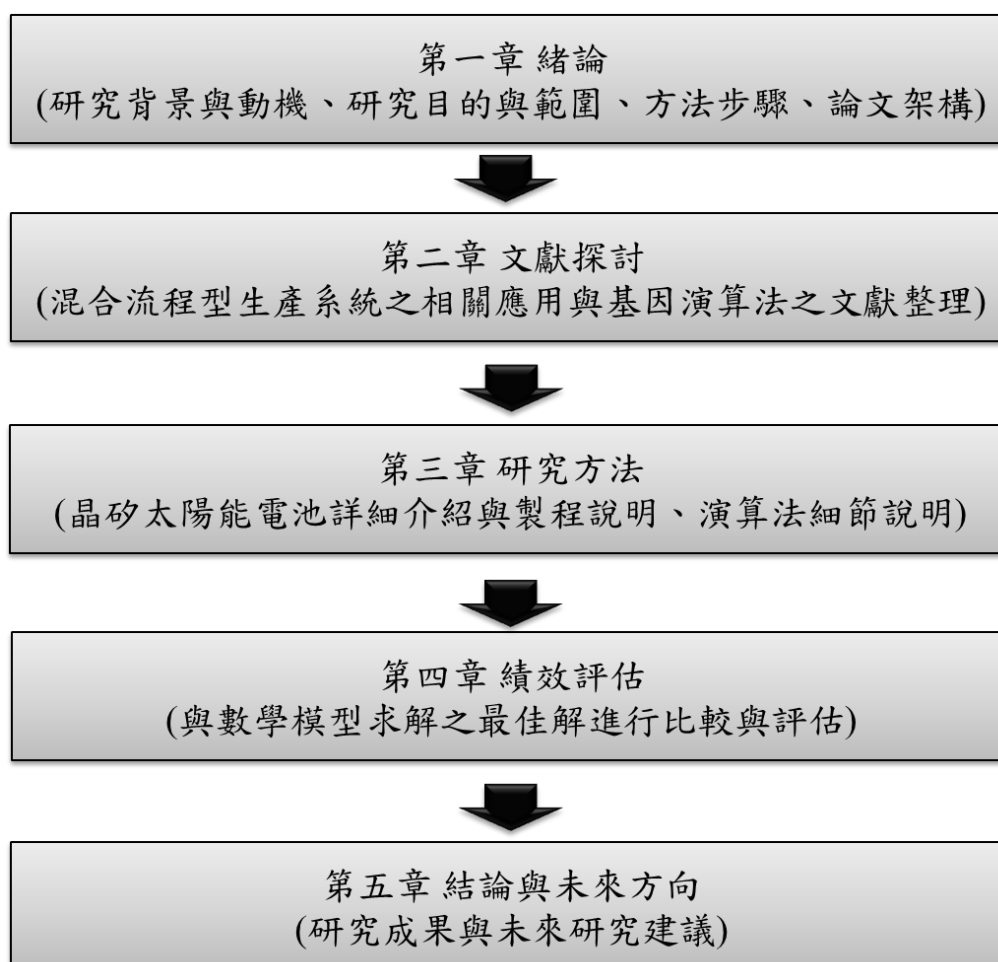 第一章 緒論
(研究背景與動機、研究目的與範圍、方法步驟、論文架構)
第二章 文獻探討
(混合流程型生產系統之相關應用與基因演算法之文獻整理)
第三章 研究方法
(晶矽太陽能電池詳細介紹與製程說明、演算法細節說明)
第四章 績效評估
(與數學模型求解之最佳解進行比較與評估)
第五章 結論與未來方向
(研究成果與未來研究建議)